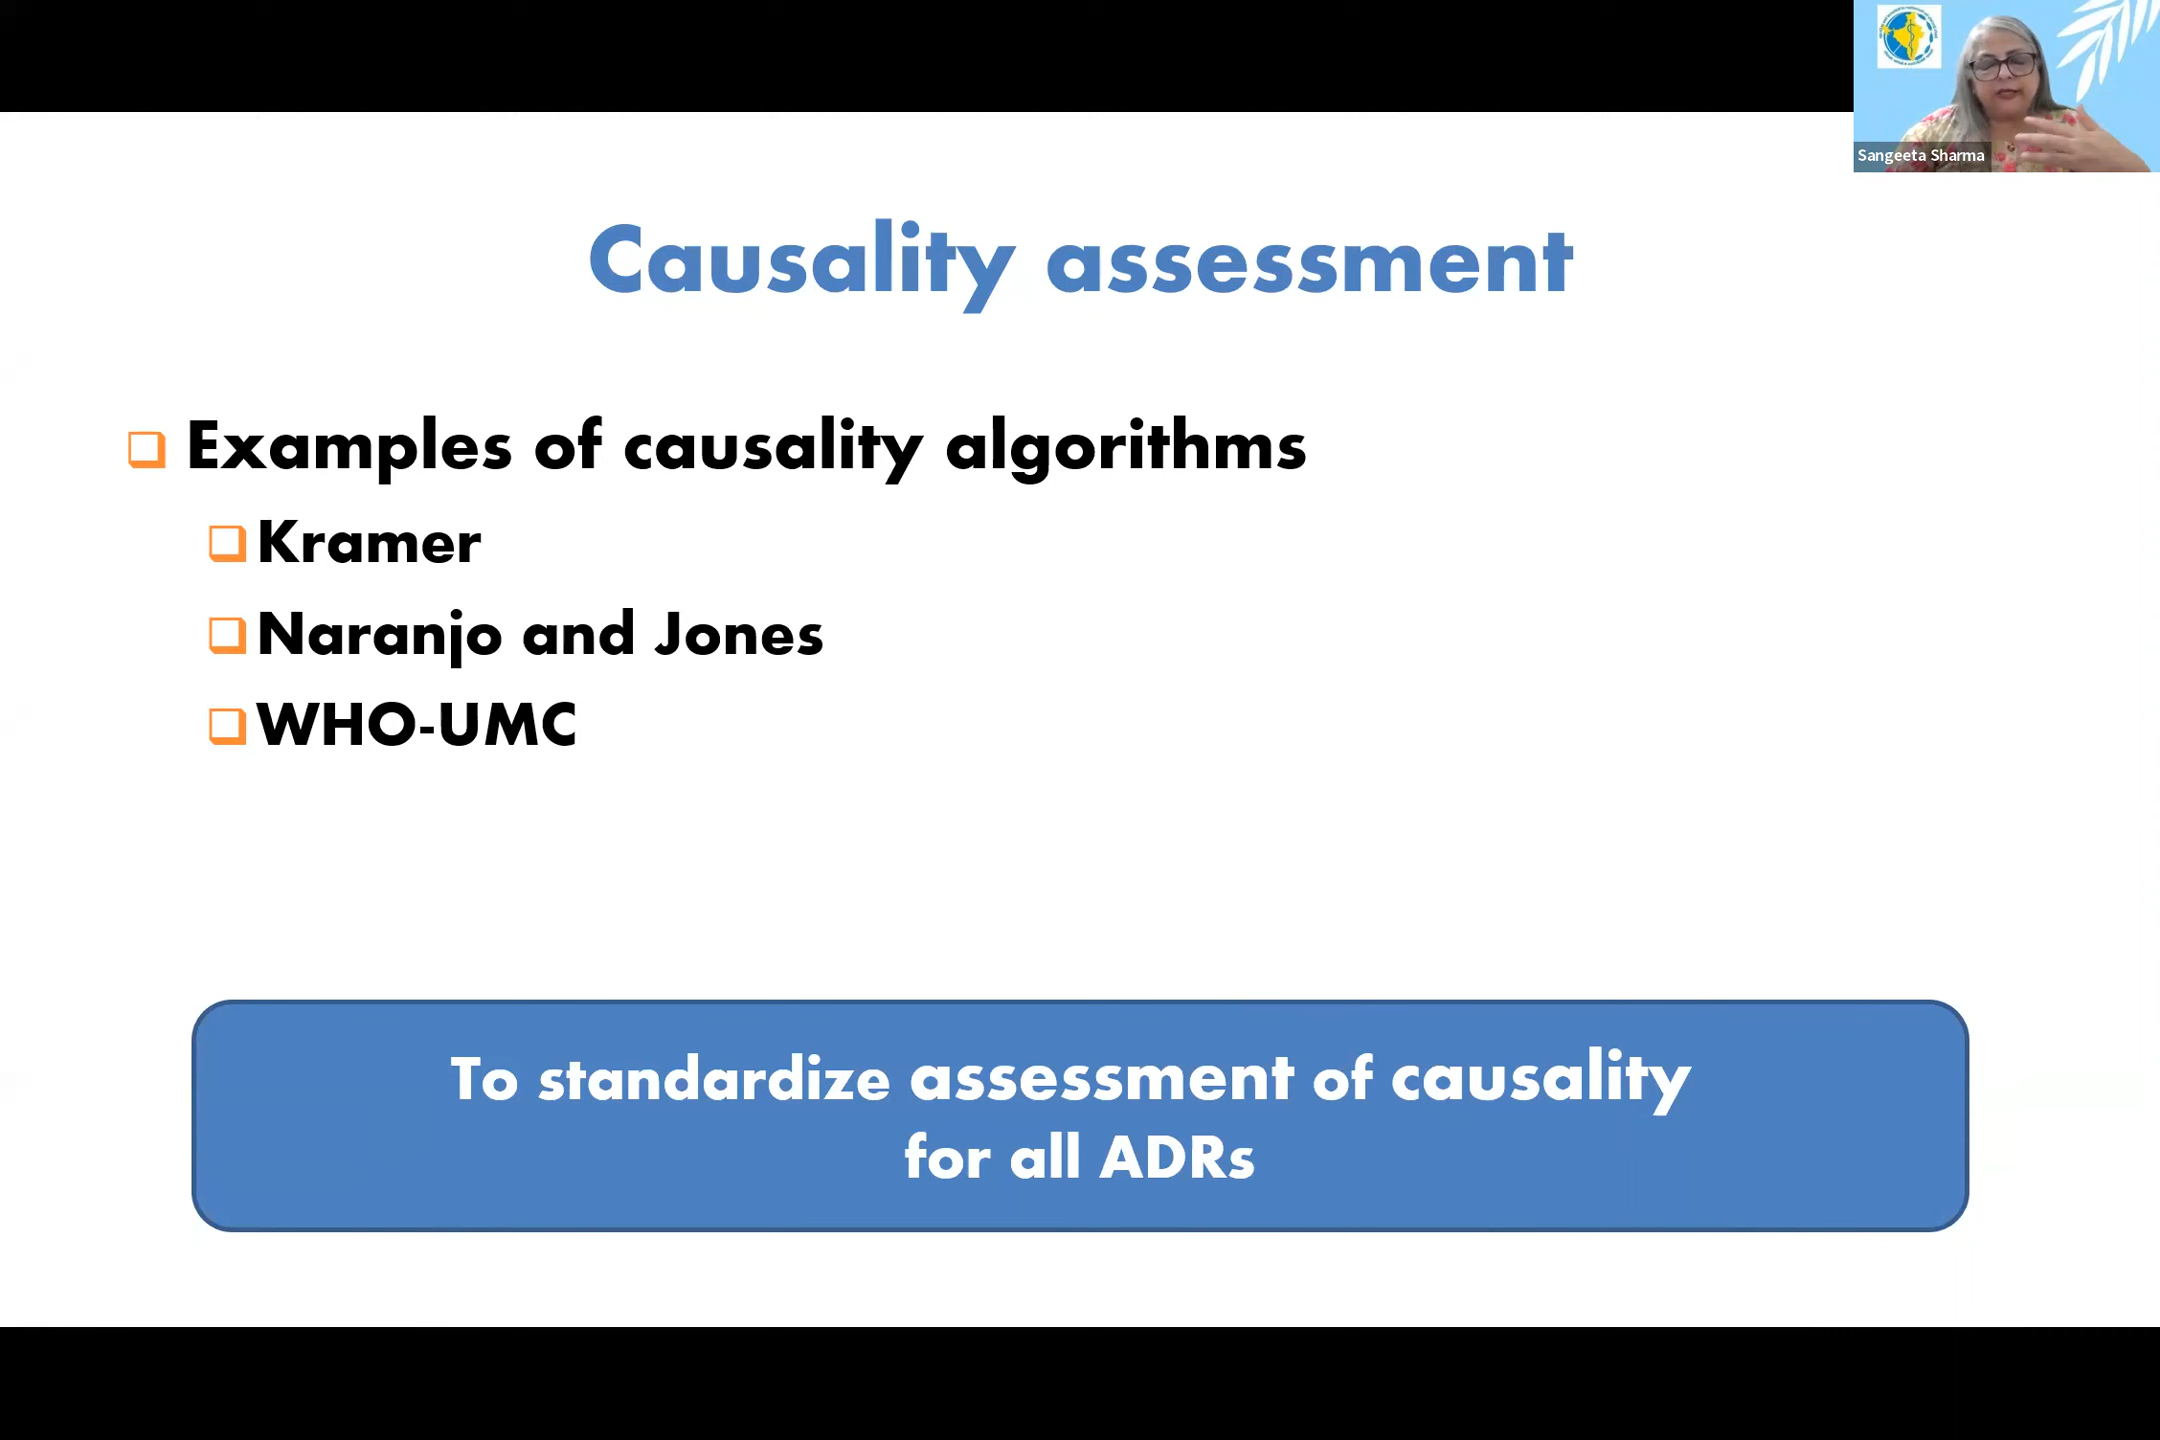 Sangeeta Sharma
Causality assessment
Examples of causality algorithms
Kramer
Naranjo and Jones
WHO-UMC
To standardize assessment of causality
for all ADRs